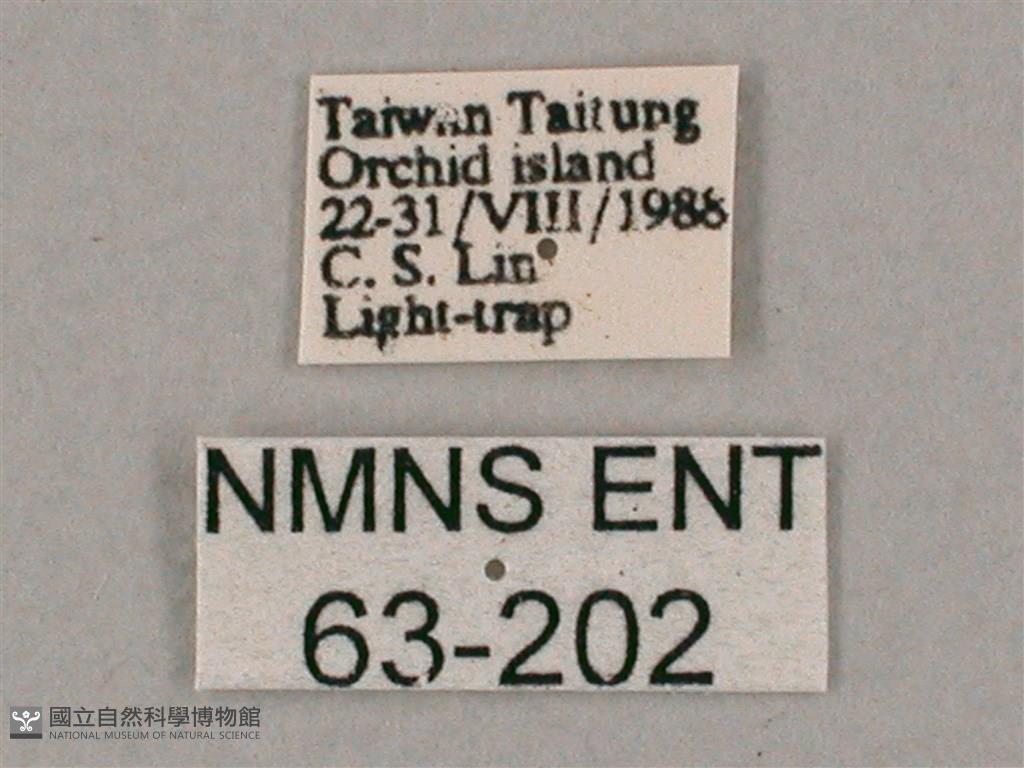 Taiwan Taitung
Orchid island
22-31/VIII/1988
C. S. Lin
Light-trap
NMNS ENT
63-202
國立自然科學博物館
NATIONAL MUSEUM OF NATURAL SCIENCE